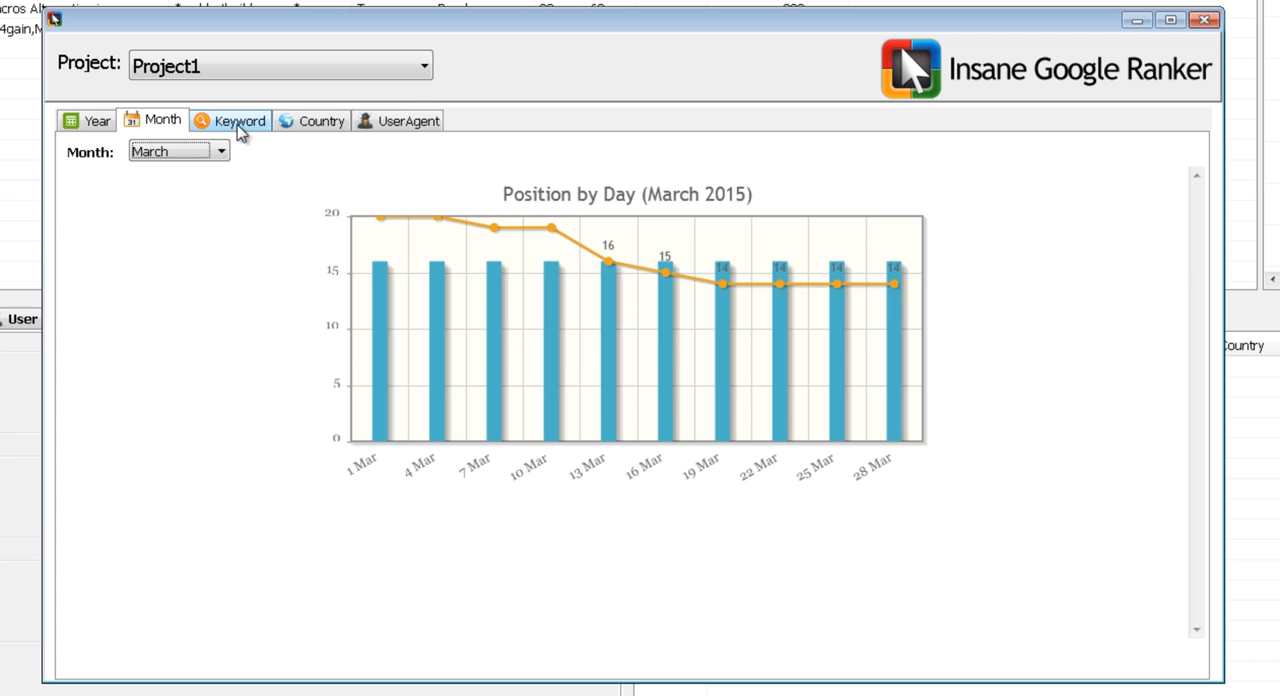 4gain,M
Project: Project1
Insane Google Ranker
Year Month Keyword Country UserAgent
Month: March
Position by Day (March 2015)
20
15
10
5
0
16 15 14 14 14 14
1 Mar 4 Mar 7 Mar 10 Mar 13 Mar 16 Mar 19 Mar 22 Mar 25 Mar 28 Mar
User
Country